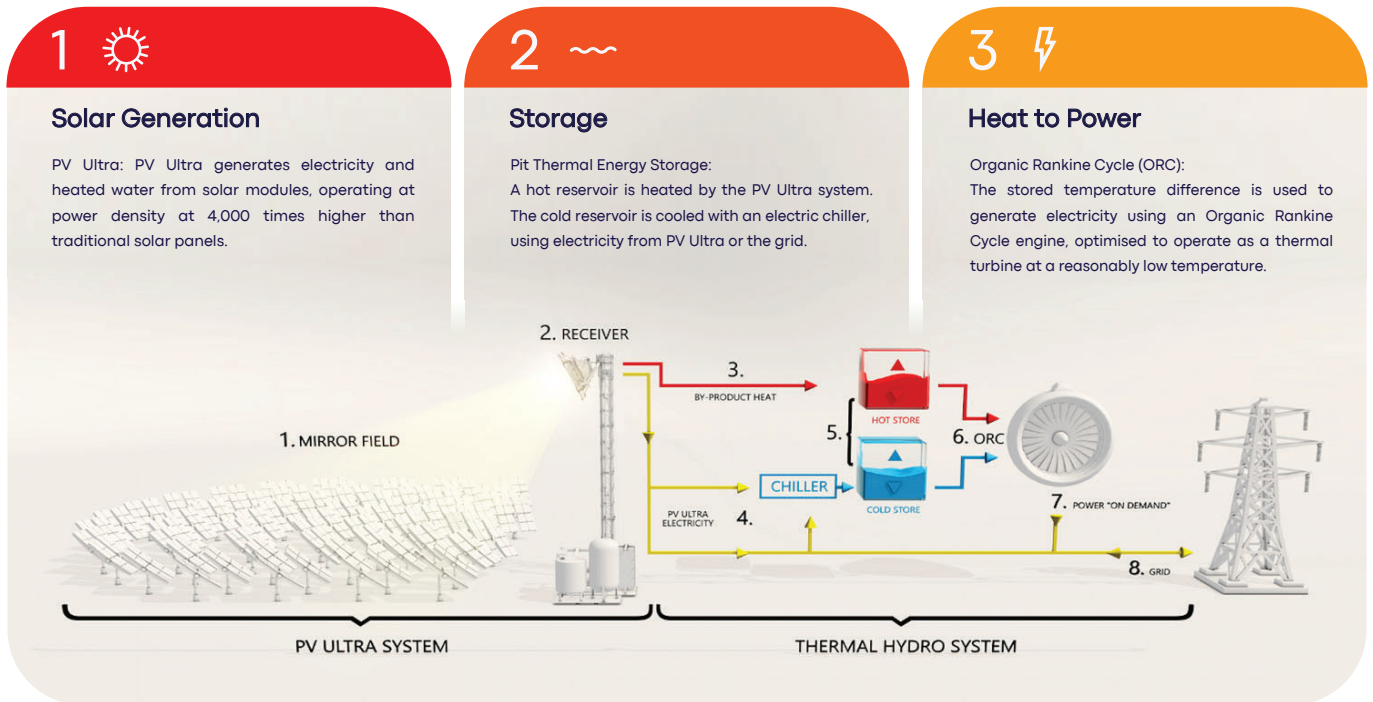 1
Solar Generation
PV Ultra: PV Ultra generates electricity and
heated water from solar modules, operating at
power density at 4,000 times higher than
traditional solar panels.
2
Storage
Pit Thermal Energy Storage:
A hot reservoir is heated by the PV Ultra system.
The cold reservoir is cooled with an electric chiller,
using electricity from PV Ultra or the grid.
3
Heat to Power
Organic Rankine Cycle (ORC):
The stored temperature difference is used to
generate electricity using an Organic Rankine
Cycle engine, optimised to operate as a thermal
turbine at a reasonably low temperature.
2. RECEIVER
3.
BY-PRODUCT HEAT
HOT STORE
1. MIRROR FIELD
5.
6. ORC
CHILLER
COLD STORE
PV ULTRA
ELECTRICITY
4.
7. POWER "ON DEMAND"
8. GRID
PV ULTRA SYSTEM
THERMAL HYDRO SYSTEM